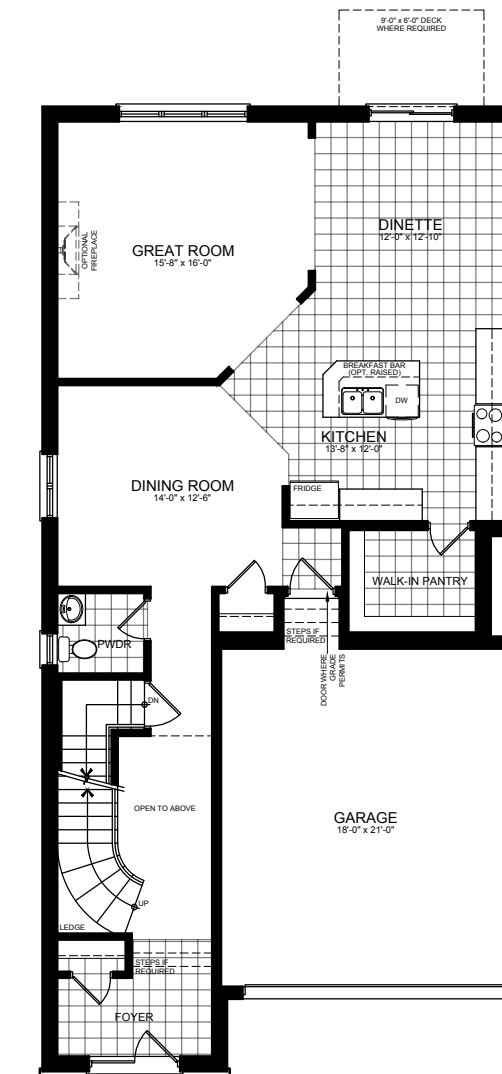 9'-0" x 6'-0" DECK
WHERE REQUIRED
DINETTE
12'-0" x 12'-10"
GREAT ROOM
15'-8" x 16'-0"
OPTIONAL
FIREPLACE
BREAKFAST BAR
(OPT. RAISED)
DW
KITCHEN
13'-8" x 12'-0"
DINING ROOM
14'-0" x 12'-6"
FRIDGE
WALK-IN PANTRY
STEPS IF
REQUIRED
PWDR
DOOR WHERE
GRADE
PERMITS
DN
OPEN TO ABOVE
GARAGE
18'-0" x 21'-0"
UP
LEDGE
STEPS IF
REQUIRED
FOYER